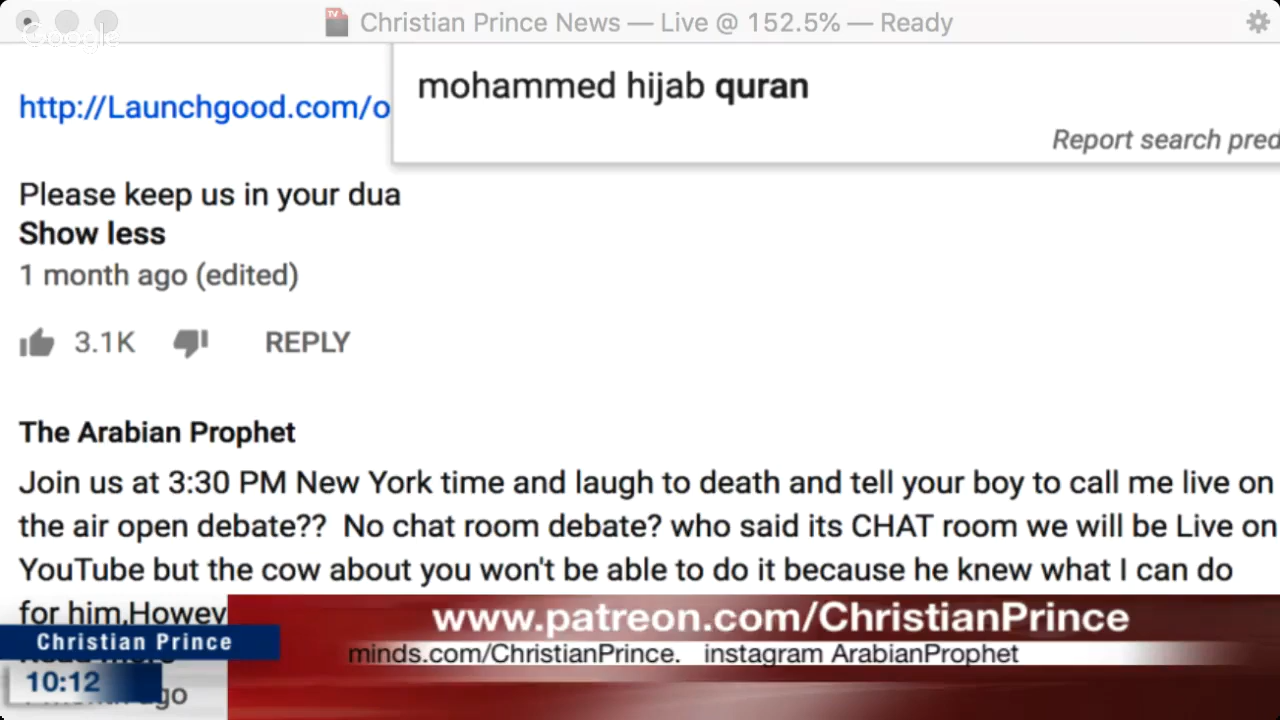 Christian Prince News — Live @ 152.5% — Ready
Google
mohammed hijab quran
http://Launchgood.com/o
Report search pred
Please keep us in your dua
Show less
1 month ago (edited)
3.1K REPLY
The Arabian Prophet
Join us at 3:30 PM New York time and laugh to death and tell your boy to call me live on
the air open debate?? No chat room debate? who said its CHAT room we will be Live on
YouTube but the cow about you won't be able to do it because he knew what I can do
for him,Howev
www.patreon.com/ChristianPrince
Christian Prince
minds.com/ChristianPrince. instagram ArabianProphet
10:12
ago